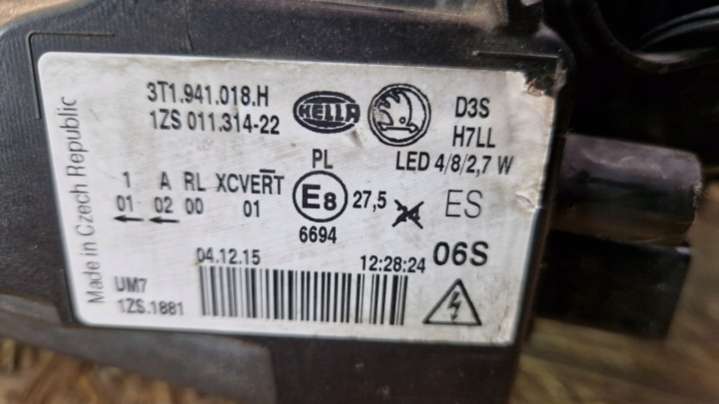 3T1.941.018.H
1ZS 011.314-22
HELLA
D3S
H7LL
LED 4/8/2,7 W
PL
1 A RL XCVERT
01 02 00 01
E8
27,5
24
ES
6694
06S
04.12.15
12:28:24
UM7
1ZS.1881
Made in Czech Republic